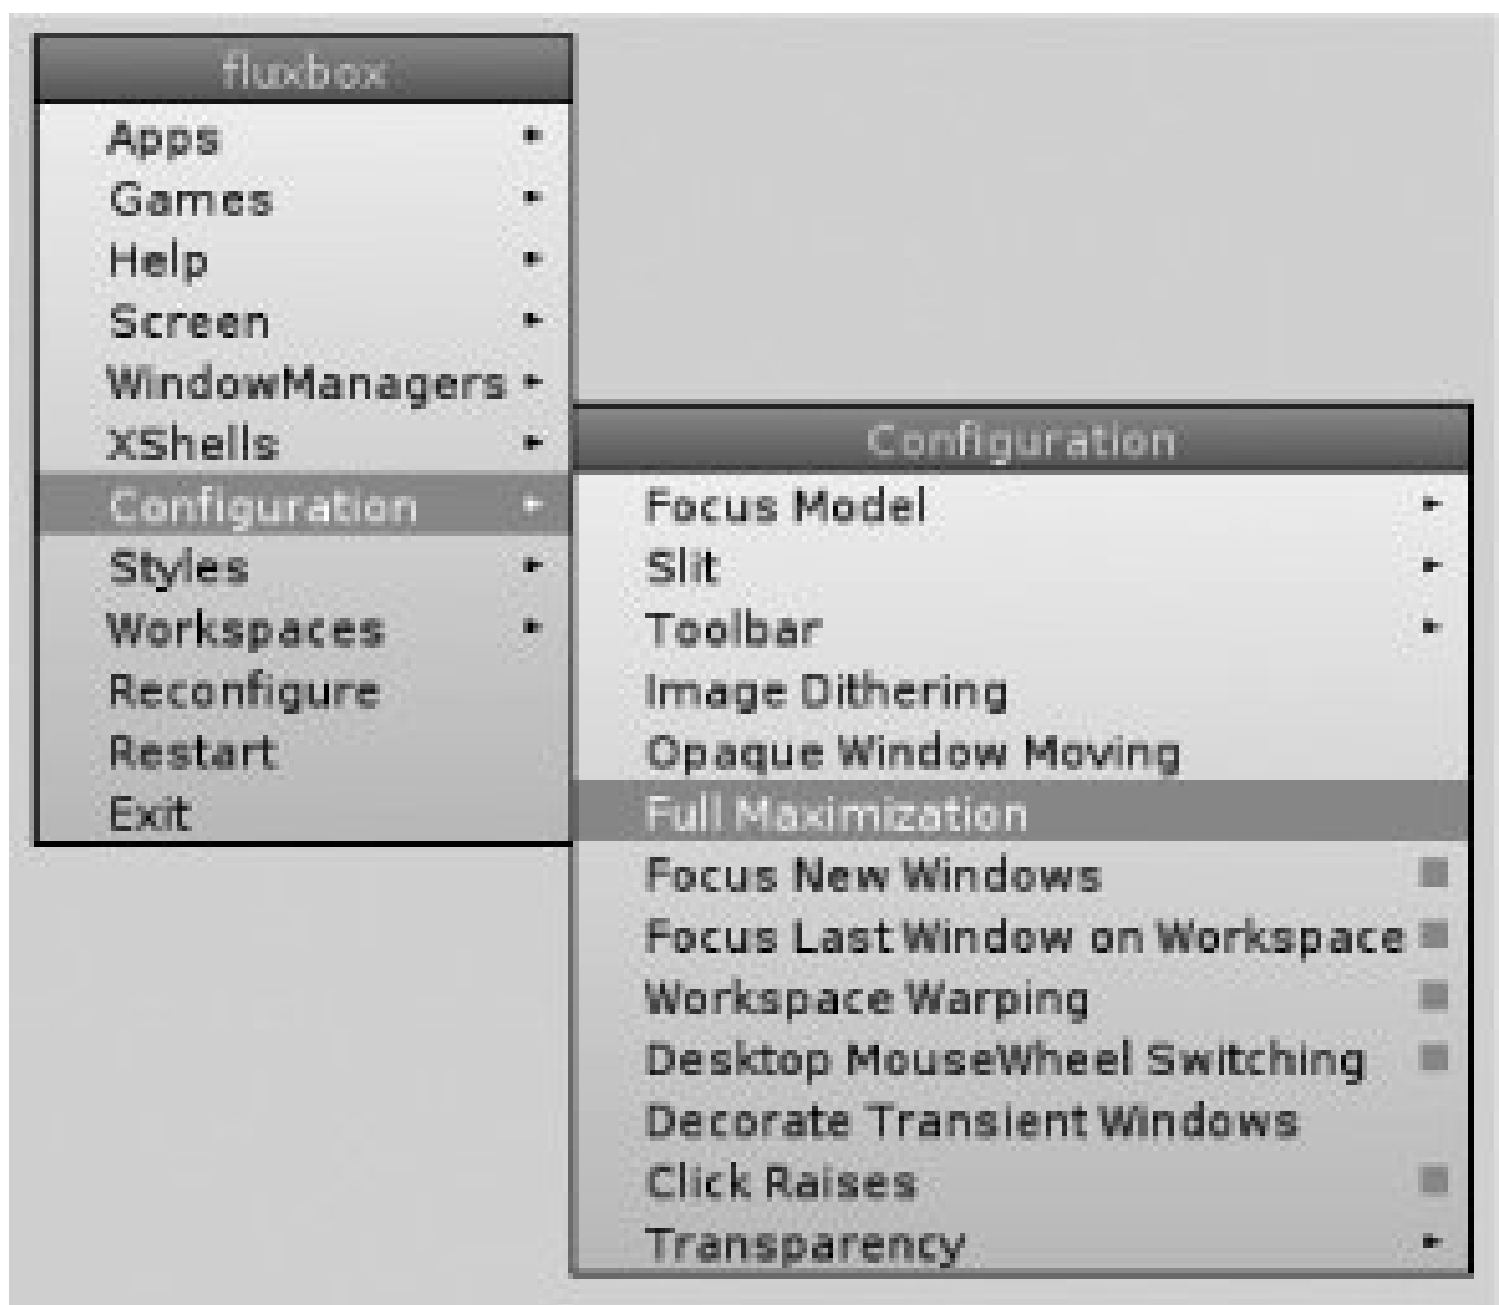 fluxbox
Apps
Games
Help
Screen
WindowManagers
XShells
Configuration
Styles
Workspaces
Reconfigure
Restart
Exit
Configuration
Focus Model
Slit
Toolbar
Image Dithering
Opaque Window Moving
Full Maximization
Focus New Windows
Focus Last Window on Workspace
Workspace Warping
Desktop MouseWheel Switching
Decorate Transient Windows
Click Raises
Transparency